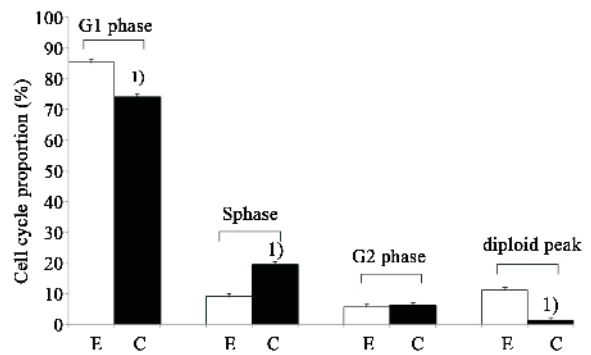 100
90
80
70
60
50
40
30
20
10
0
Cell cycle proportion (%)
G1 phase
1)
Sphase
1)
G2 phase
diploid peak
1)
E C E C E C E C